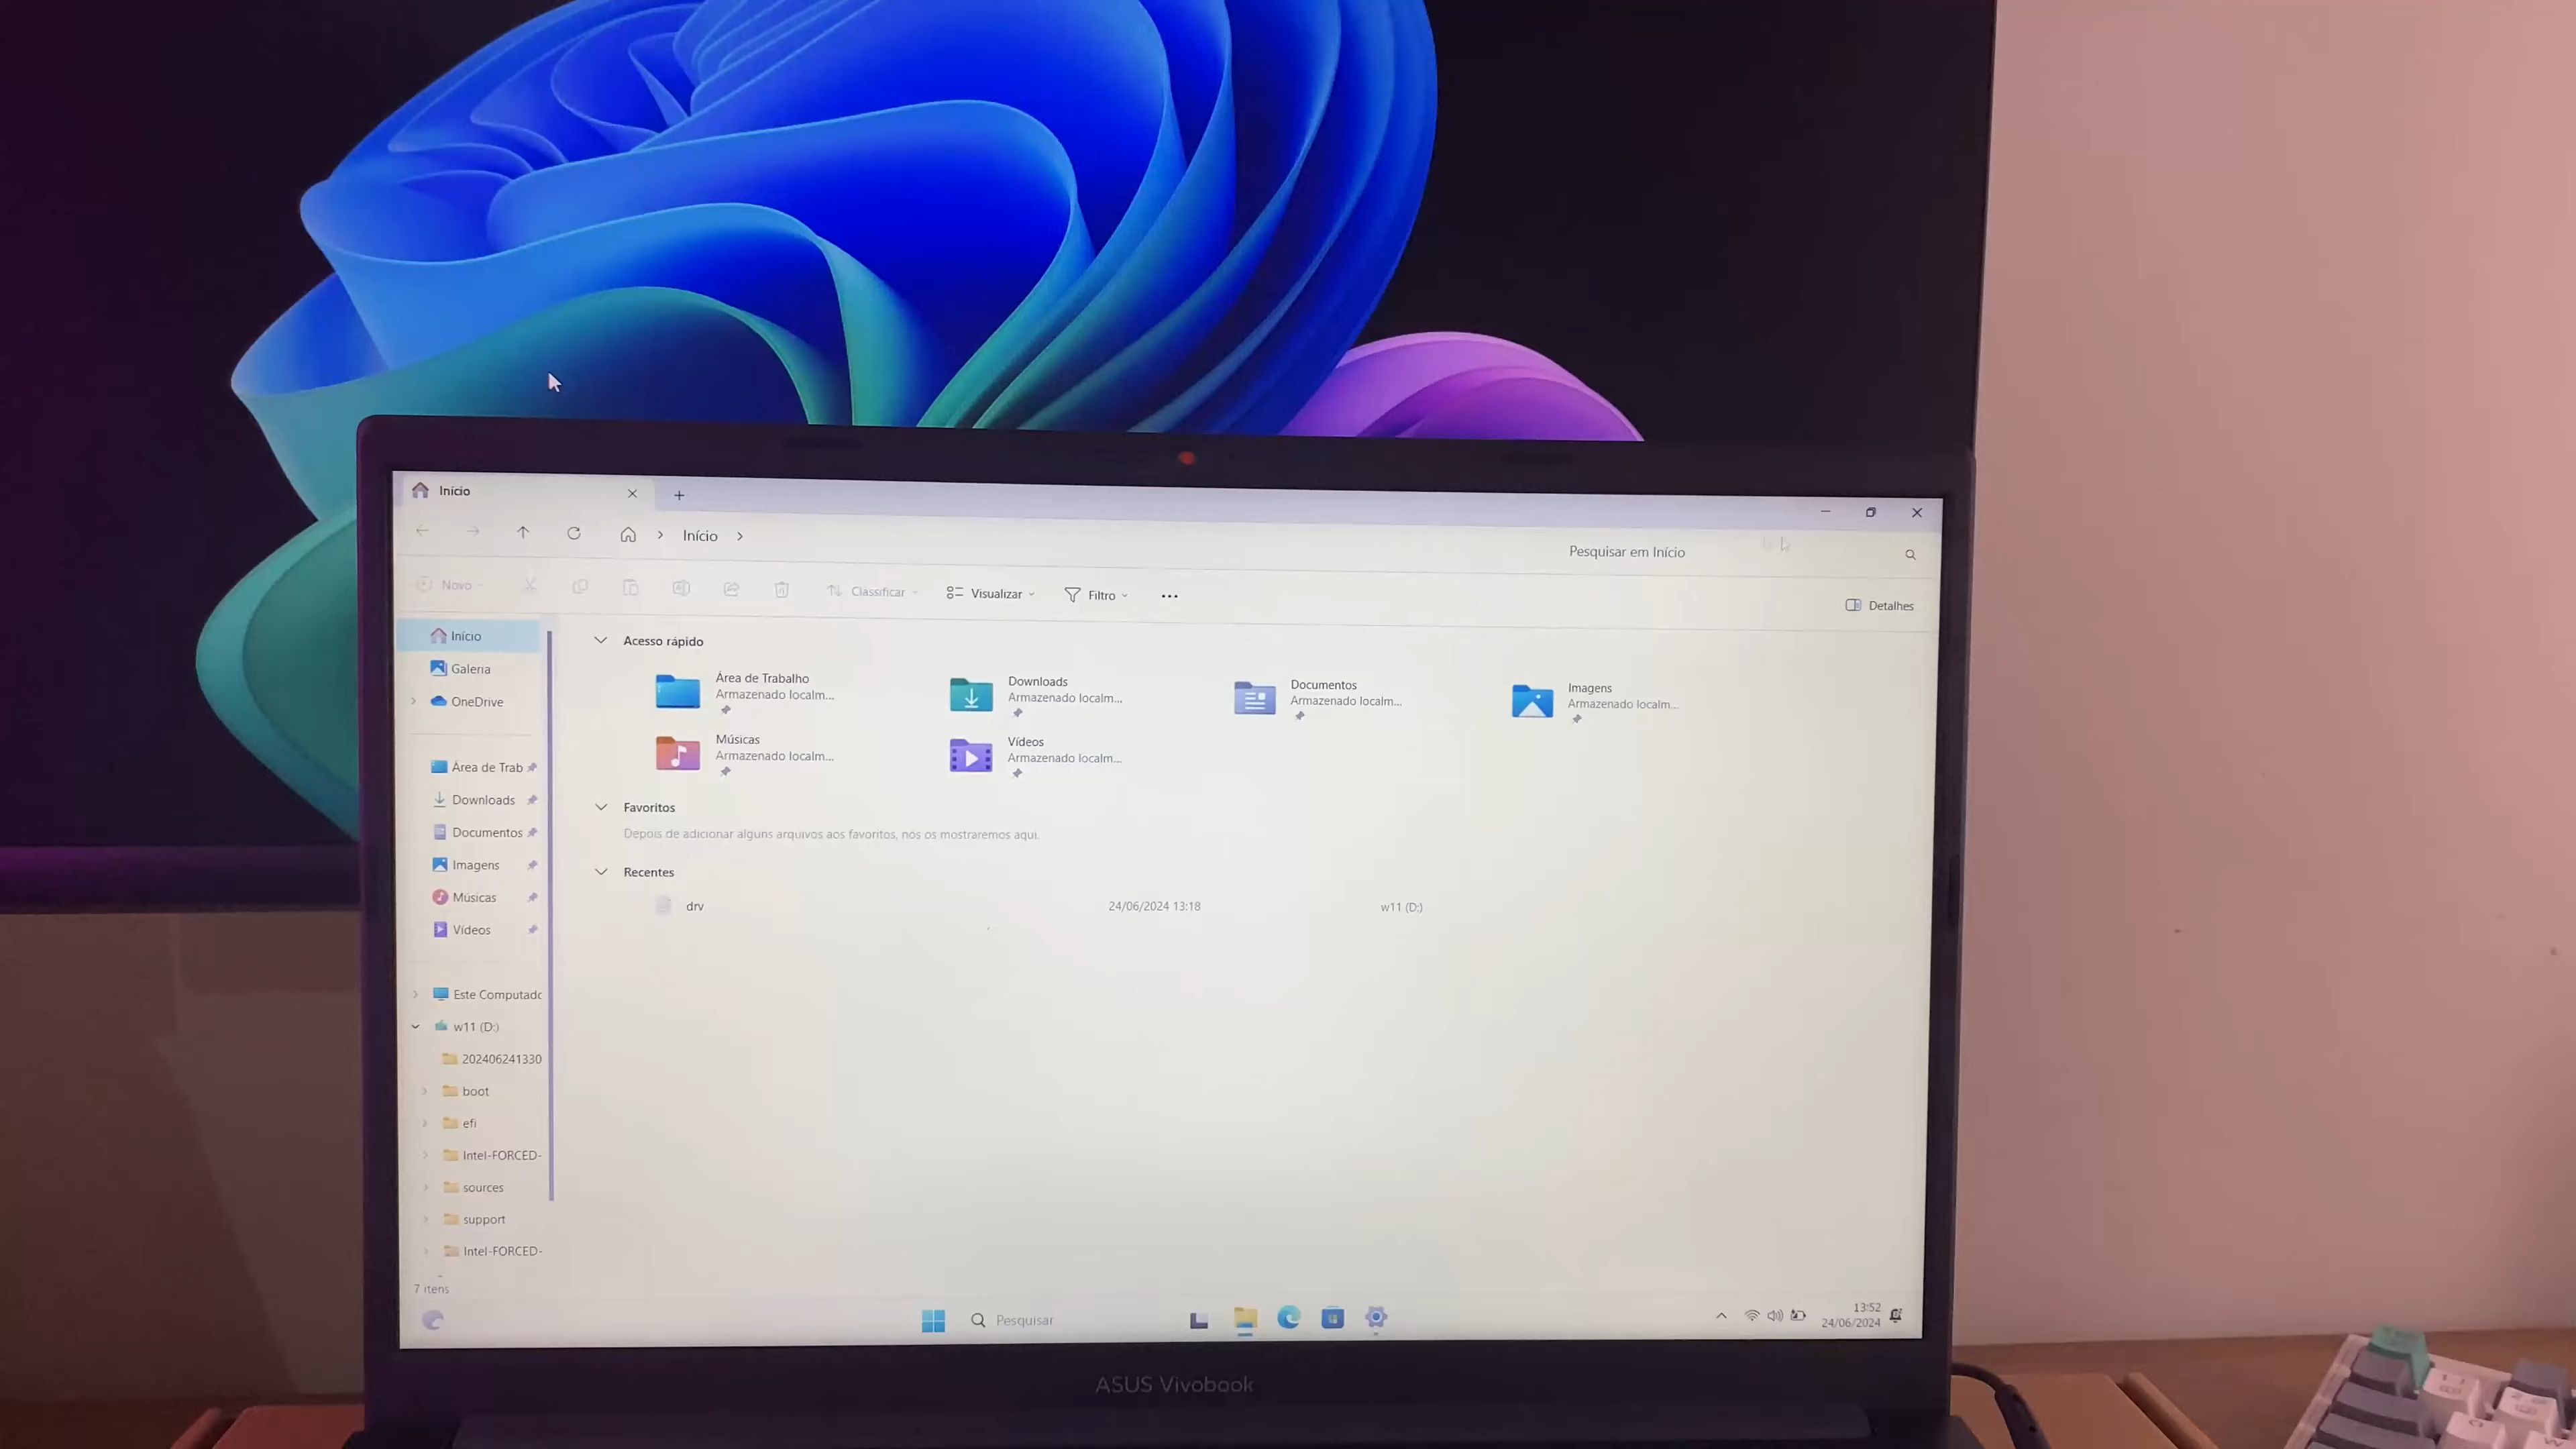 Início
Início
Pesquisar em Início
Novo
Classificar
Visualizar
Filtro
Detalhes
Início
Galeria
OneDrive
Área de Trab
Downloads
Documentos
Imagens
Músicas
Vídeos
Este Computado
w11 (D:)
202406241330
boot
efi
Intel-FORCED-
sources
support
Intel-FORCED-
7 itens
Acesso rápido
Área de Trabalho
Armazenado localm...
Downloads
Armazenado localm...
Documentos
Armazenado localm...
Imagens
Armazenado localm...
Músicas
Armazenado localm...
Vídeos
Armazenado localm...
Favoritos
Depois de adicionar alguns arquivos aos favoritos, nós os mostraremos aqui.
Recentes
drv 24/06/2024 13:18 w11 (D:)
Pesquisar
13:52
24/06/2024
ASUS Vivobook